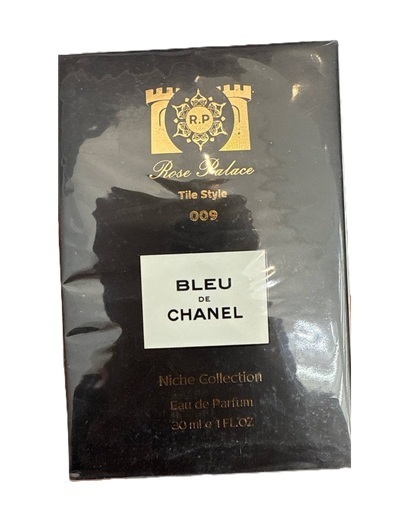 R.P
Rose Palace
Tile Style
009
BLEU
DE
CHANEL
Niche Collection
Eau de Parfum
30 ml e 1 FL.OZ